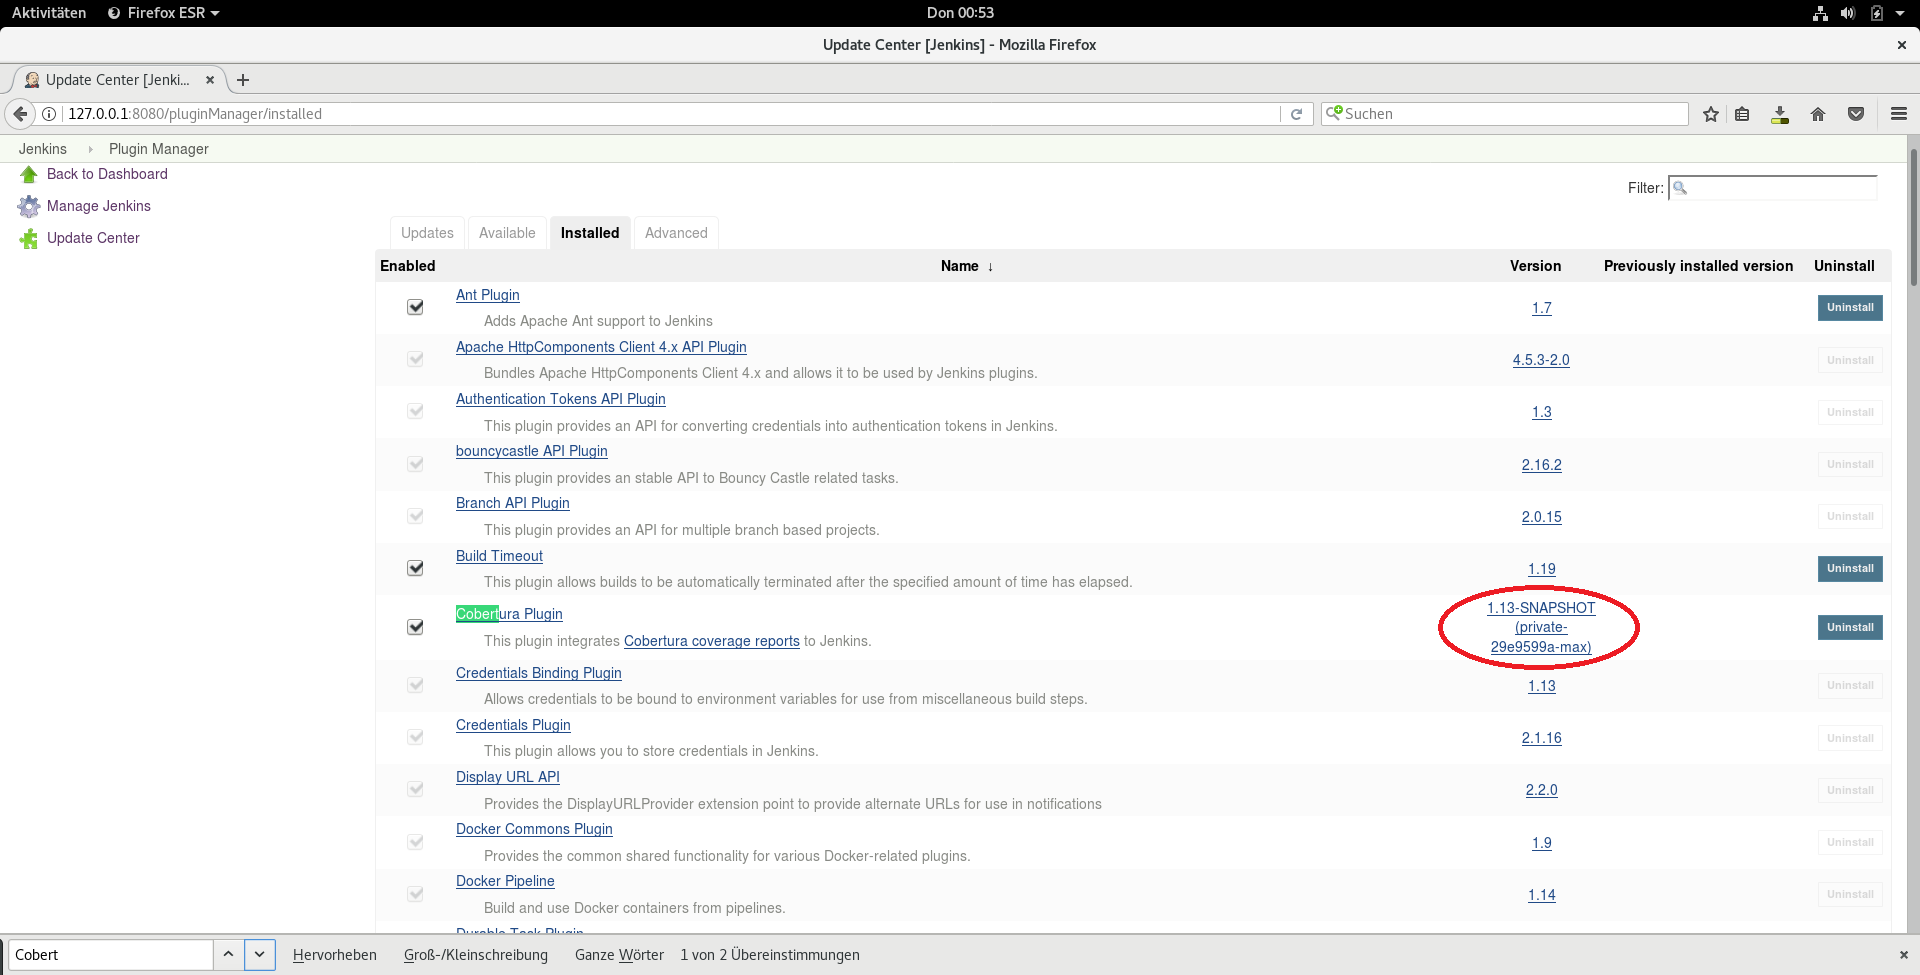 Aktivitäten Firefox ESR Don 00:53
Update Center [Jenkins] - Mozilla Firefox
Update Center [Jenki...
127.0.0.1:8080/pluginManager/installed Suchen
Jenkins Plugin Manager
Back to Dashboard
Manage Jenkins
Update Center
Filter:
Updates Available Installed Advanced
Enabled Name ↓ Version Previously installed version Uninstall
Ant Plugin
Adds Apache Ant support to Jenkins
1.7 Uninstall
Apache HttpComponents Client 4.x API Plugin
Bundles Apache HttpComponents Client 4.x and allows it to be used by Jenkins plugins.
4.5.3-2.0 Uninstall
Authentication Tokens API Plugin
This plugin provides an API for converting credentials into authentication tokens in Jenkins.
1.3 Uninstall
bouncycastle API Plugin
This plugin provides an stable API to Bouncy Castle related tasks.
2.16.2 Uninstall
Branch API Plugin
This plugin provides an API for multiple branch based projects.
2.0.15 Uninstall
Build Timeout
This plugin allows builds to be automatically terminated after the specified amount of time has elapsed.
1.19 Uninstall
Cobertura Plugin
This plugin integrates Cobertura coverage reports to Jenkins.
1.13-SNAPSHOT
(private-
29e9599a-max)
Uninstall
Credentials Binding Plugin
Allows credentials to be bound to environment variables for use from miscellaneous build steps.
1.13 Uninstall
Credentials Plugin
This plugin allows you to store credentials in Jenkins.
2.1.16 Uninstall
Display URL API
Provides the DisplayURLProvider extension point to provide alternate URLs for use in notifications
2.2.0 Uninstall
Docker Commons Plugin
Provides the common shared functionality for various Docker-related plugins.
1.9 Uninstall
Docker Pipeline
Build and use Docker containers from pipelines.
1.14 Uninstall
Durable Task Plugin
Cobert Hervorheben Groß-/Kleinschreibung Ganze Wörter 1 von 2 Übereinstimmungen